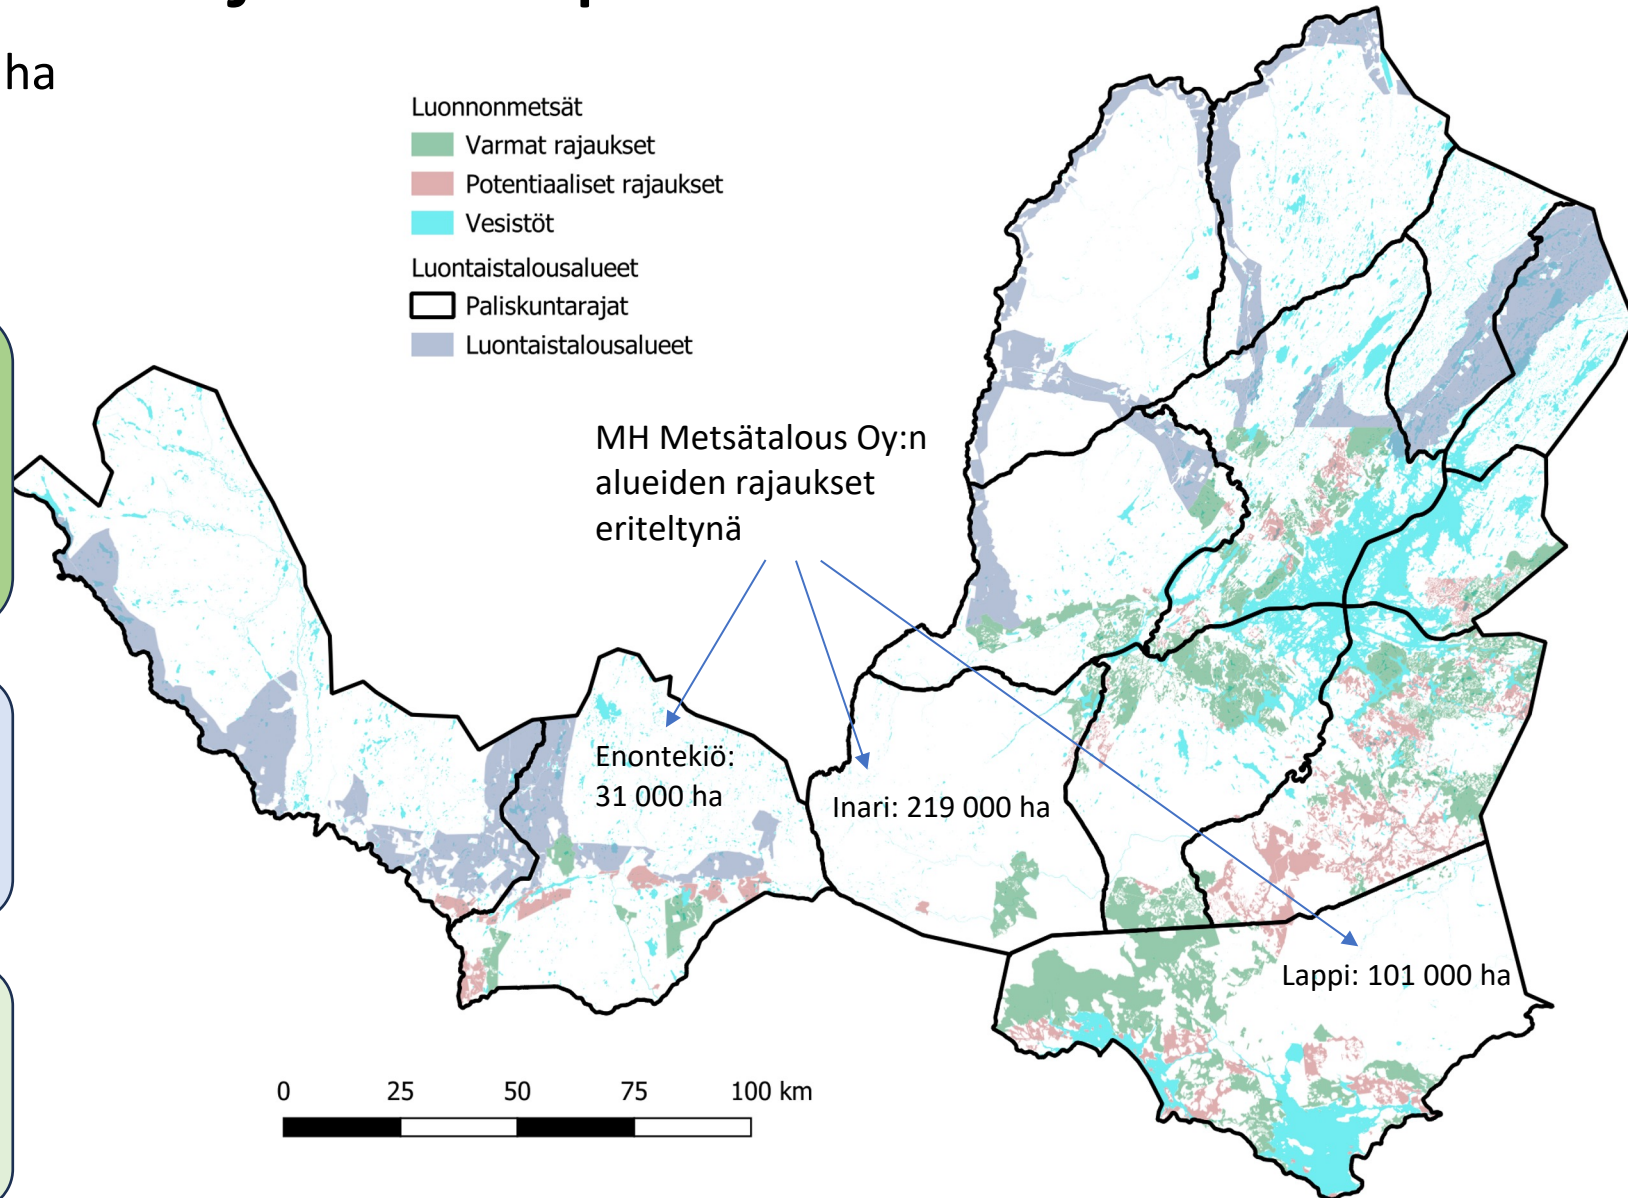 ha
Luonnonmetsät
Varmat rajaukset
Potentiaaliset rajaukset
Vesistöt
Luontaistalousalueet
Paliskuntarajat
Luontaistalousalueet
MH Metsätalous Oy:n
alueiden rajaukset
eriteltynä
Enontekiö:
31 000 ha
Inari: 219 000 ha
Lappi: 101 000 ha
0 25 50 75 100 km